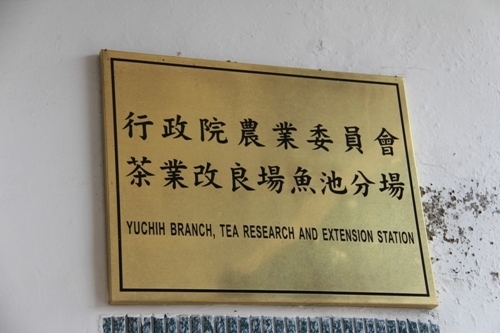 行政院農業委員會
茶業改良場魚池分場
YUCHIH BRANCH, TEA RESEARCH AND EXTENSION STATION